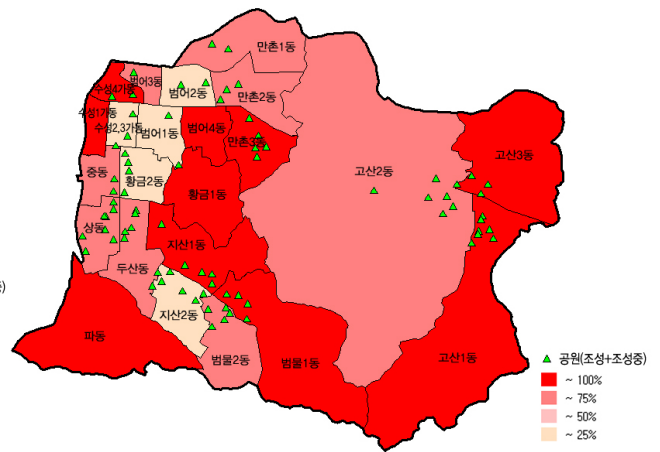 만촌1동
범어3동
범어2동
만촌2동
수성4가동
수성1가동
수성2,3가동
범어1동
범어4동
만촌3동
고산3동
고산2동
중동
황금2동
황금1동
상동
지산1동
두산동
지산2동
파동
범물2동
범물1동
고산1동
공원(조성+조성중)
~ 100%
~ 75%
~ 50%
~ 25%